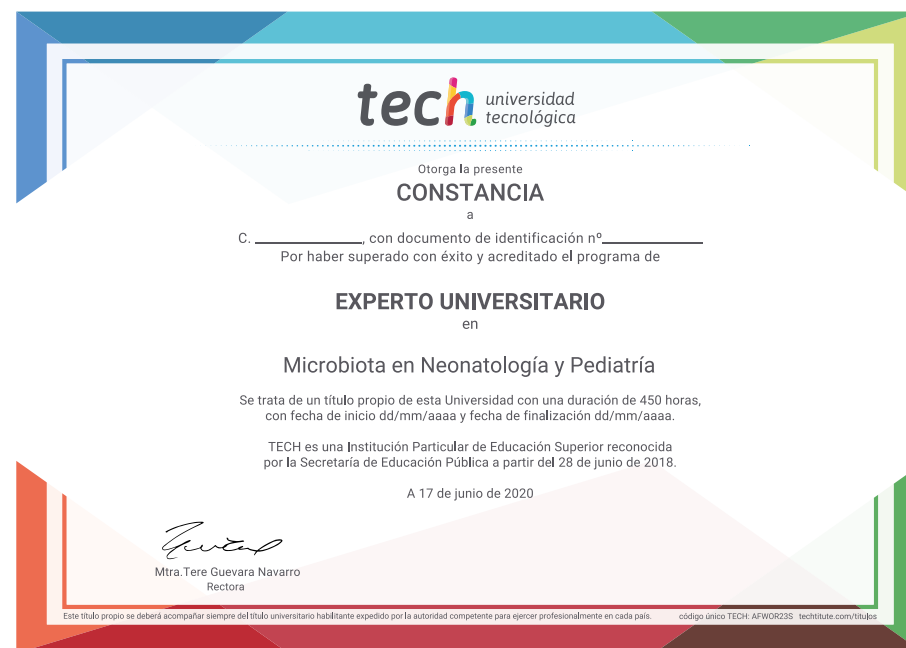 tech universidad
tecnológica
Otorga la presente
CONSTANCIA
a
C. ____________, con documento de identificación nº____________
Por haber superado con éxito y acreditado el programa de
EXPERTO UNIVERSITARIO
en
Microbiota en Neonatología y Pediatría
Se trata de un título propio de esta Universidad con una duración de 450 horas,
con fecha de inicio dd/mm/aaaa y fecha de finalización dd/mm/aaaa.
TECH es una Institución Particular de Educación Superior reconocida
por la Secretaría de Educación Pública a partir del 28 de junio de 2018.
A 17 de junio de 2020
Mtra.Tere Guevara Navarro
Rectora
Este título propio se deberá acompañar siempre del título universitario habilitante expedido por la autoridad competente para ejercer profesionalmente en cada país. código único TECH: AFWOR23S techtitute.com/titulos